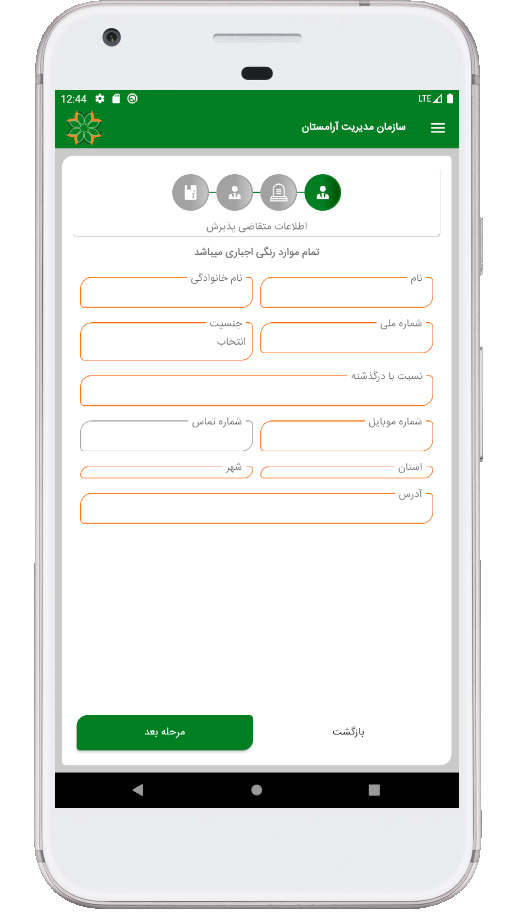 12:44 LTE
سازمان مدیریت آرامستان
اطلاعات متقاضی پذیرش
تمام موارد رنگی اجباری میباشد
نام نام خانوادگی
شماره ملی جنسیت
انتخاب
نسبت با درگذشته
شماره موبایل شماره تماس
استان شهر
آدرس
بازگشت مرحله بعد